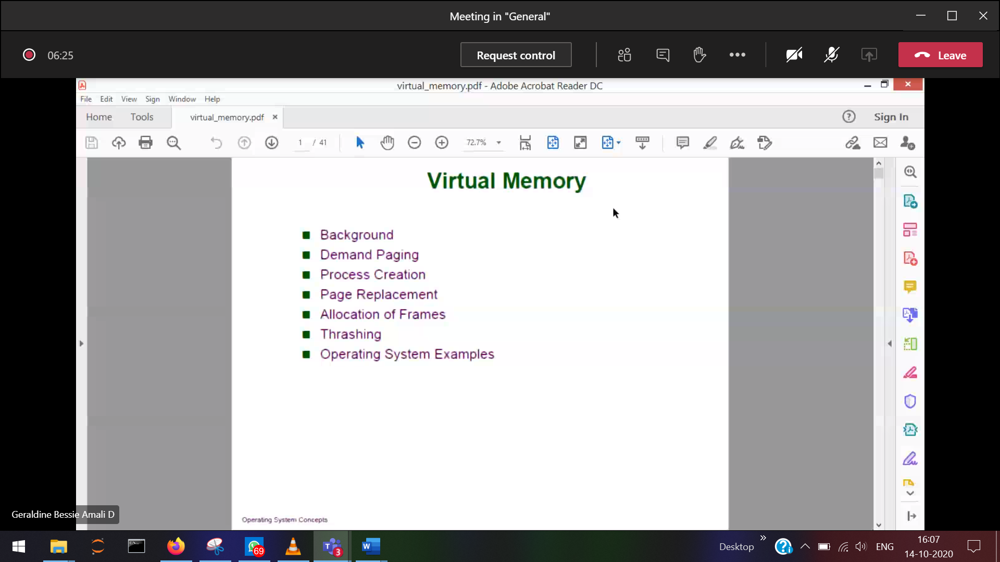 Meeting in "General"
06:25
Request control
Leave
virtual_memory.pdf - Adobe Acrobat Reader DC
File Edit View Sign Window Help
Home Tools virtual_memory.pdf × Sign In
1 / 41 72.7%
Virtual Memory
Background
Demand Paging
Process Creation
Page Replacement
Allocation of Frames
Thrashing
Operating System Examples
Geraldine Bessie Amali D
Operating System Concepts
69
3
Desktop
ENG
16:07
14-10-2020